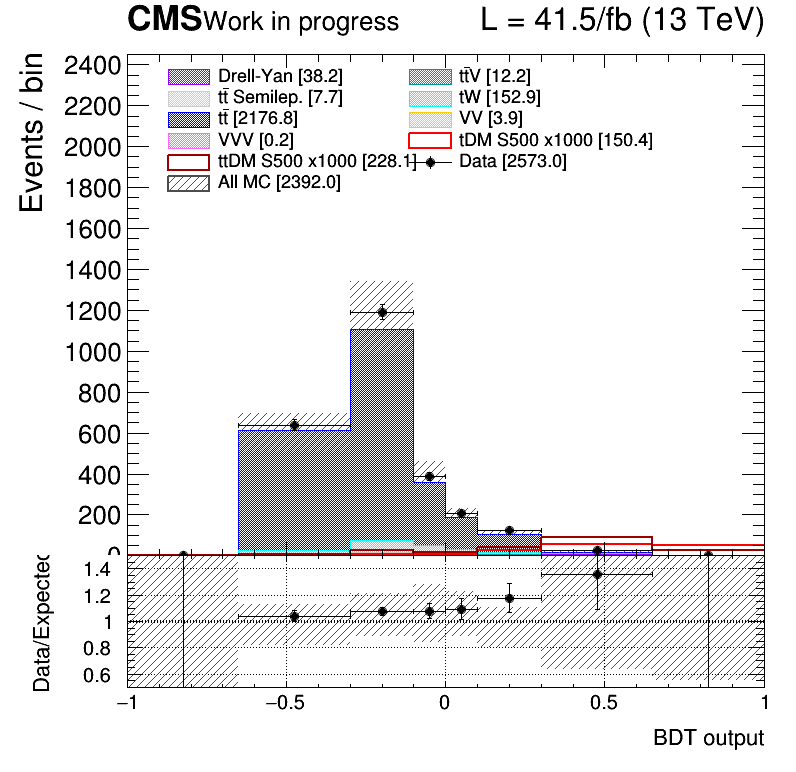 CMS Work in progress L = 41.5/fb (13 TeV)
Events / bin
2400
2200
2000
1800
1600
1400
1200
1000
800
600
400
200
0
Drell-Yan [38.2] tt̄V [12.2]
tt̄ Semilep. [7.7] tW [152.9]
tt̄ [2176.8] VV [3.9]
VVV [0.2] tDM S500 x1000 [150.4]
ttDM S500 x1000 [228.1] Data [2573.0]
All MC [2392.0]
Data/Expected
1.4
1.2
1
0.8
0.6
−1 −0.5 0 0.5 1
BDT output